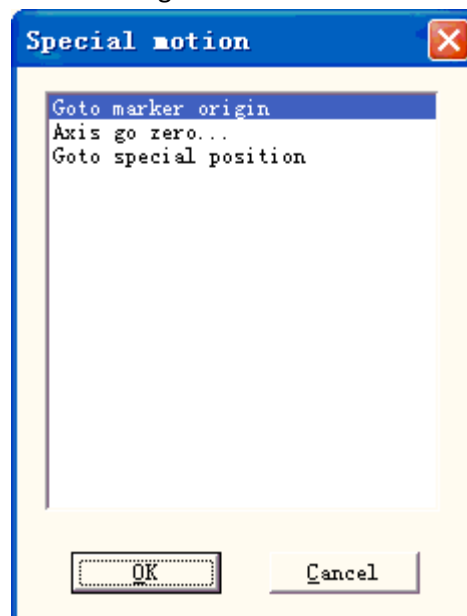 Special motion
Goto marker origin
Axis go zero...
Goto special position
OK
Cancel